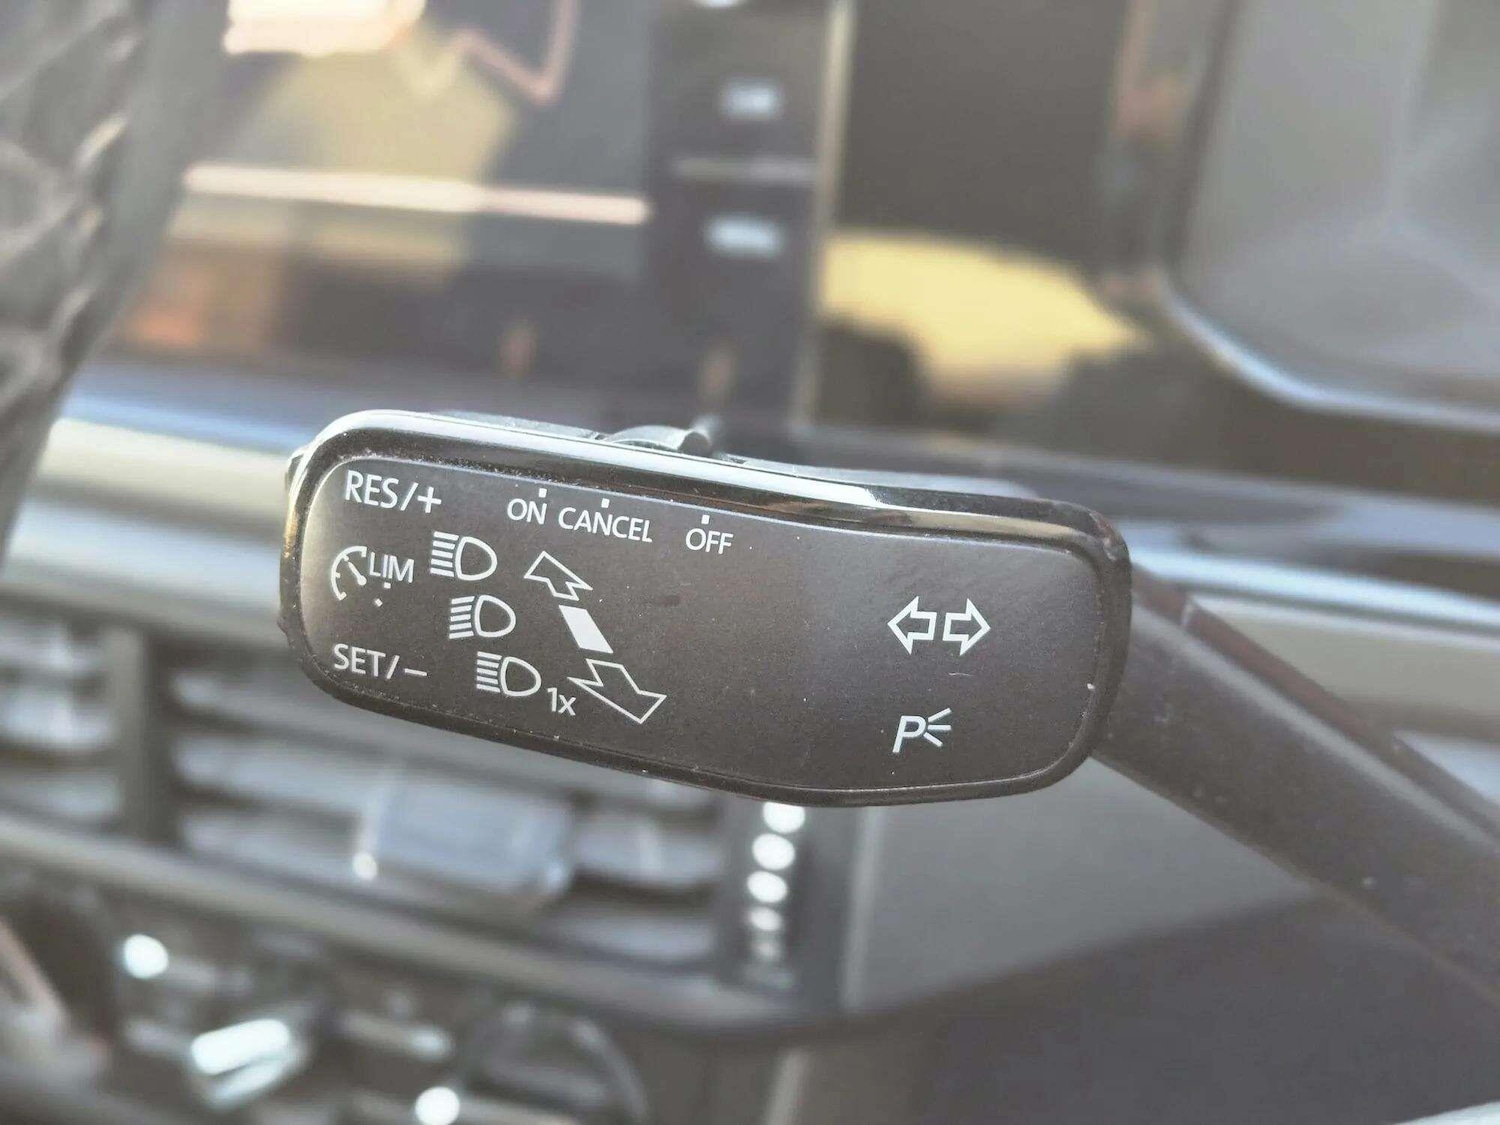 RES/+
ON CANCEL OFF
LIM
SET/−
1x
P